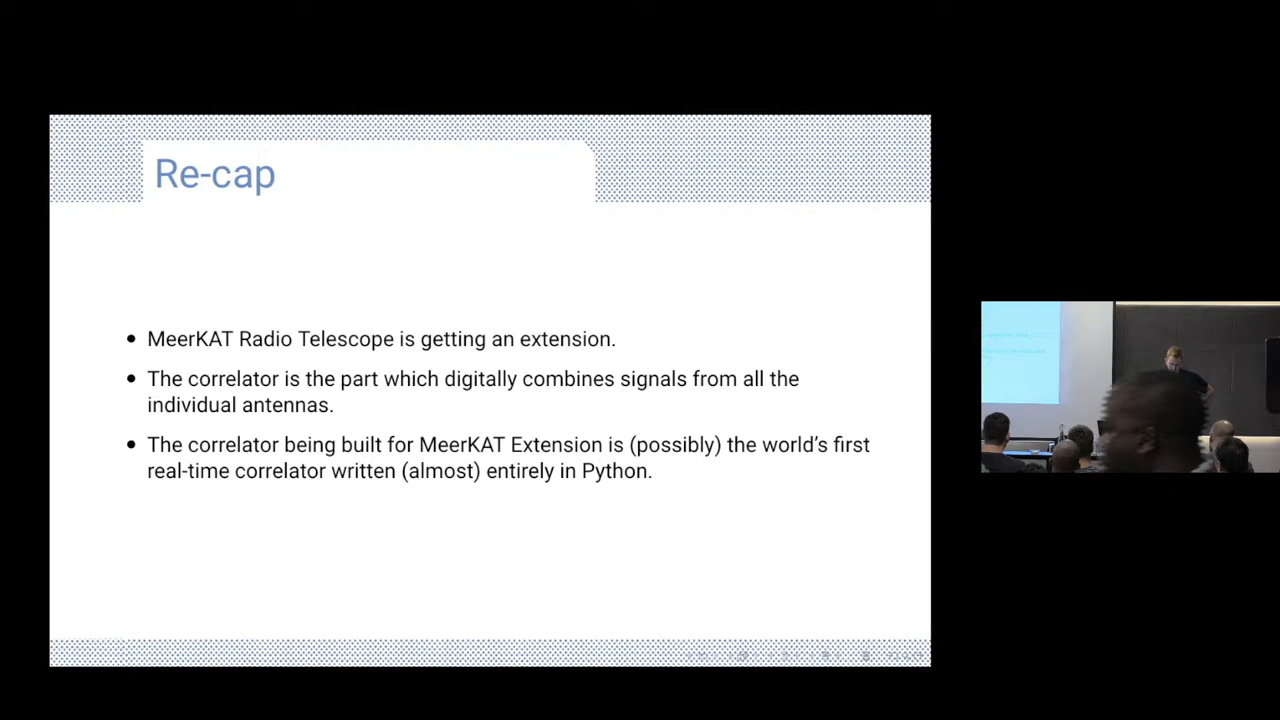 Re-cap
• MeerKAT Radio Telescope is getting an extension.
• The correlator is the part which digitally combines signals from all the
individual antennas.
• The correlator being built for MeerKAT Extension is (possibly) the world's first
real-time correlator written (almost) entirely in Python.